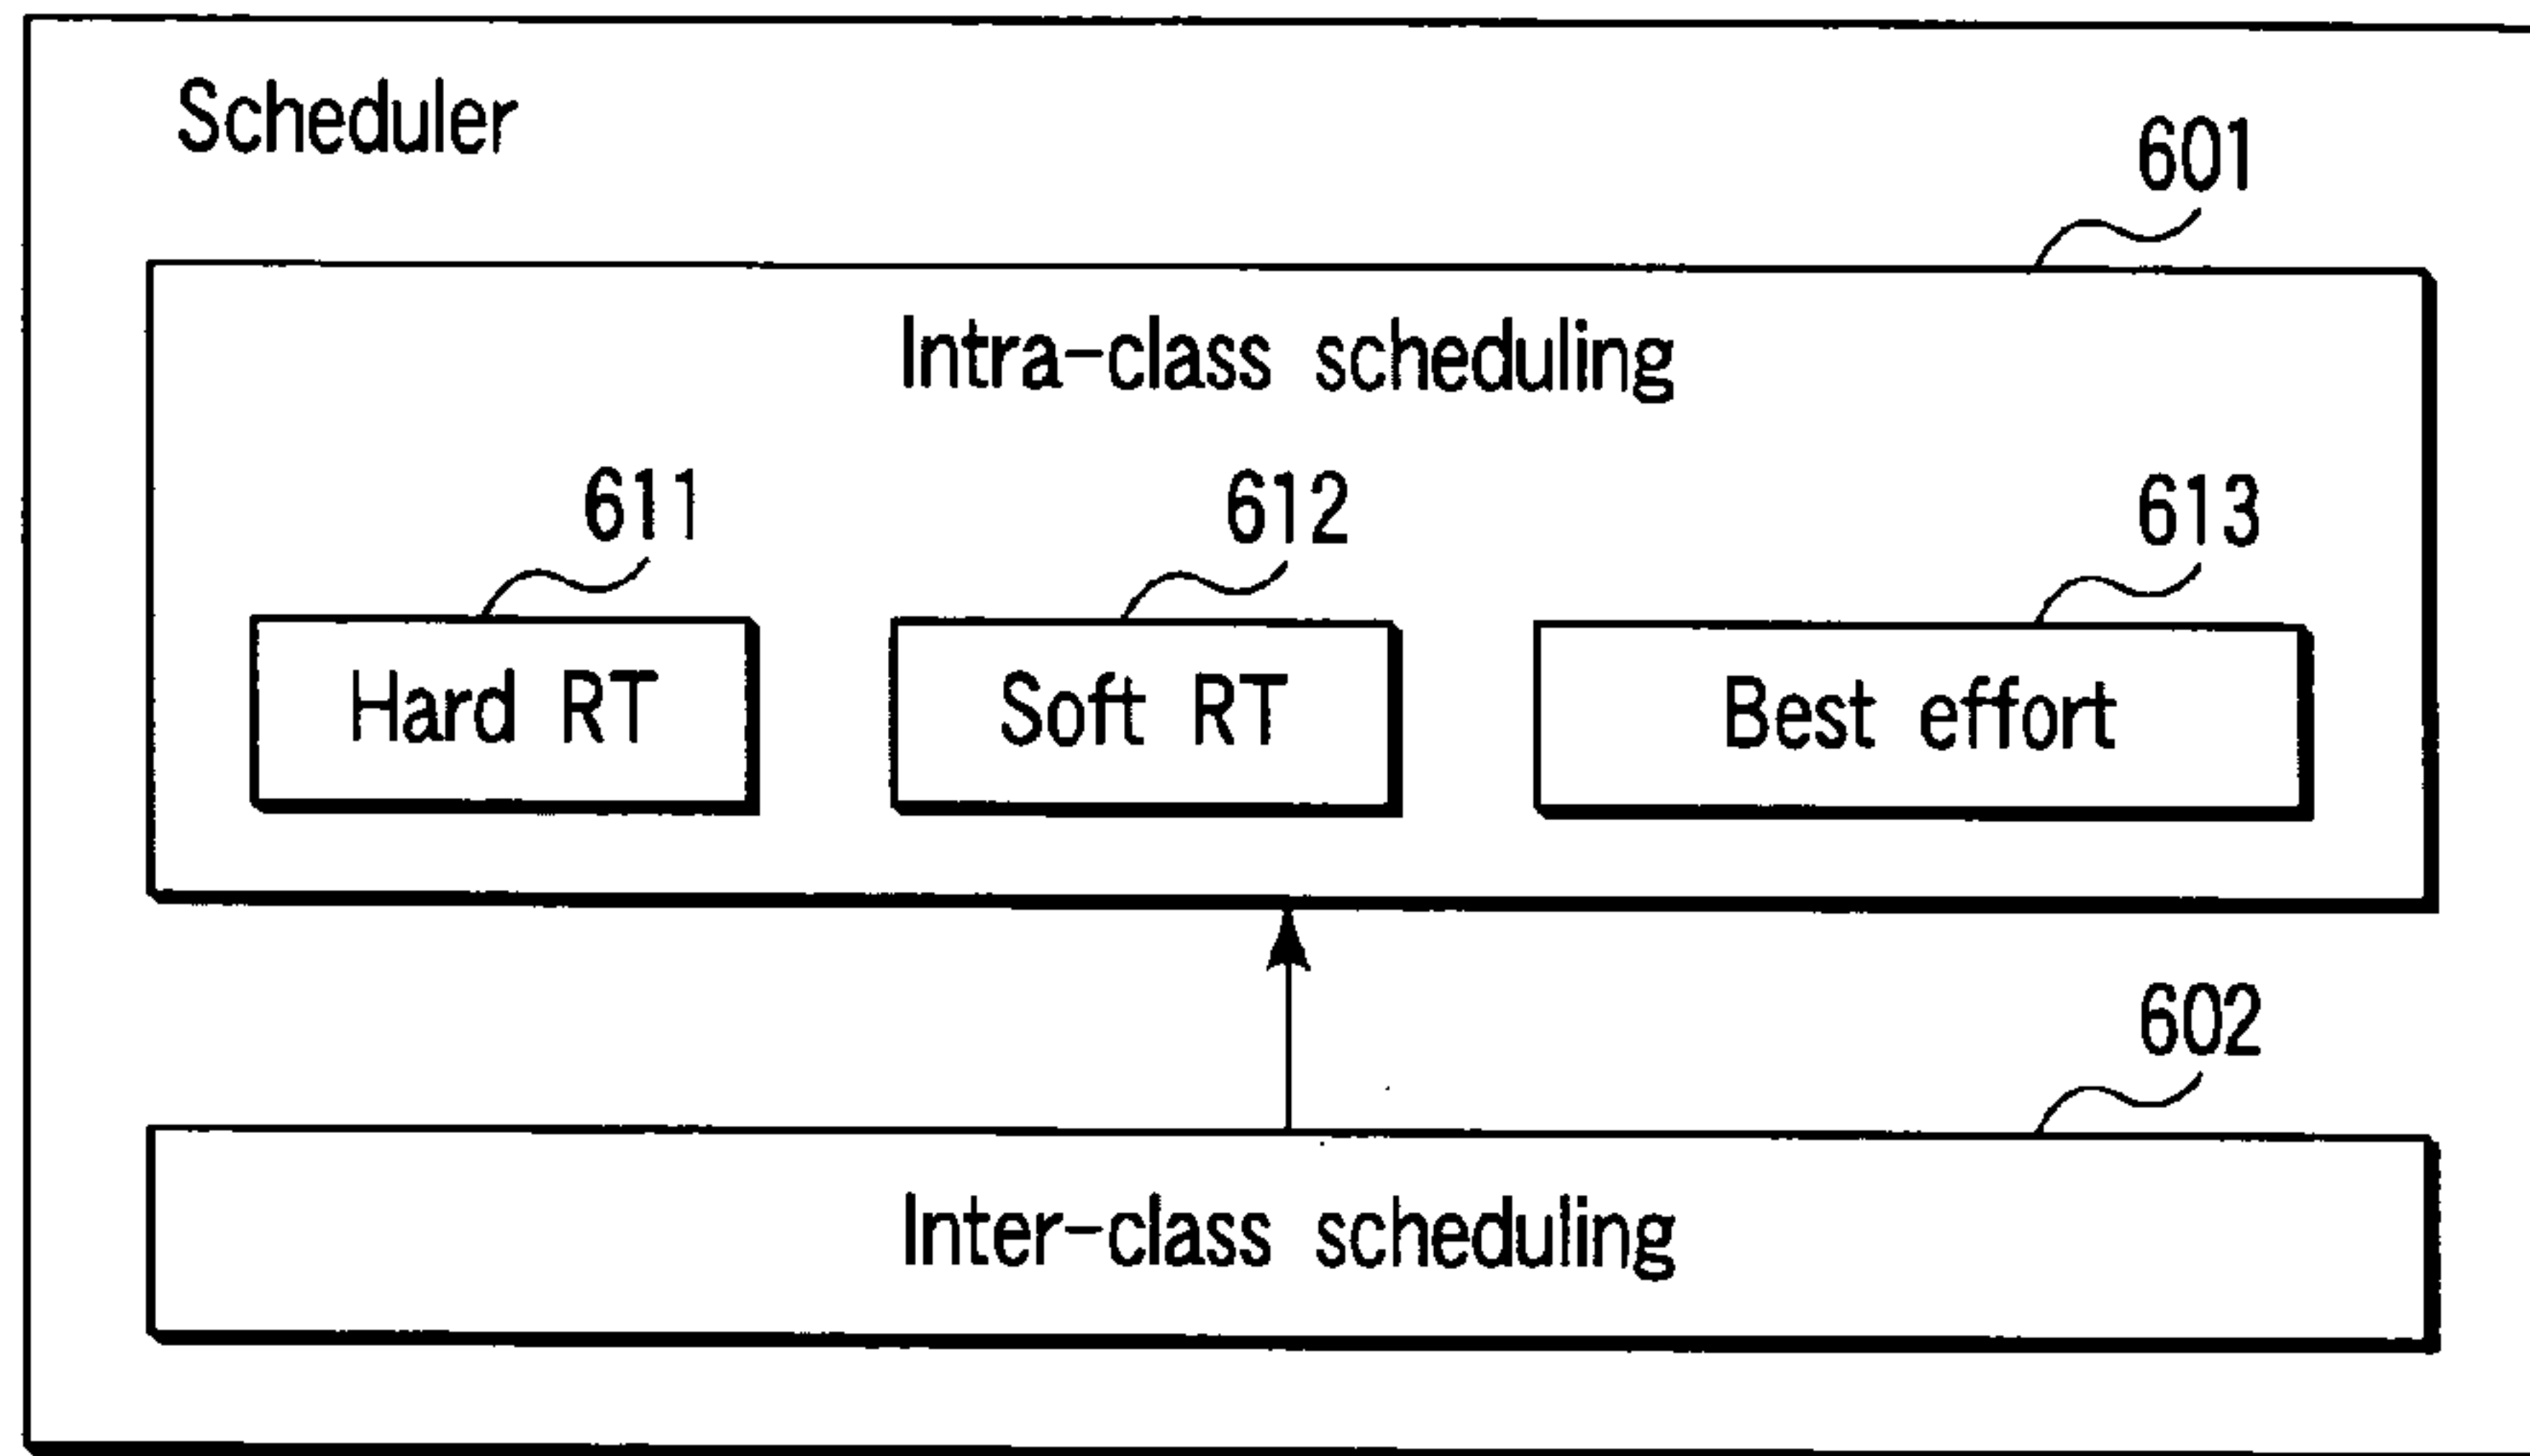 Scheduler
601
Intra-class scheduling
611 612 613
Hard RT Soft RT Best effort
602
Inter-class scheduling